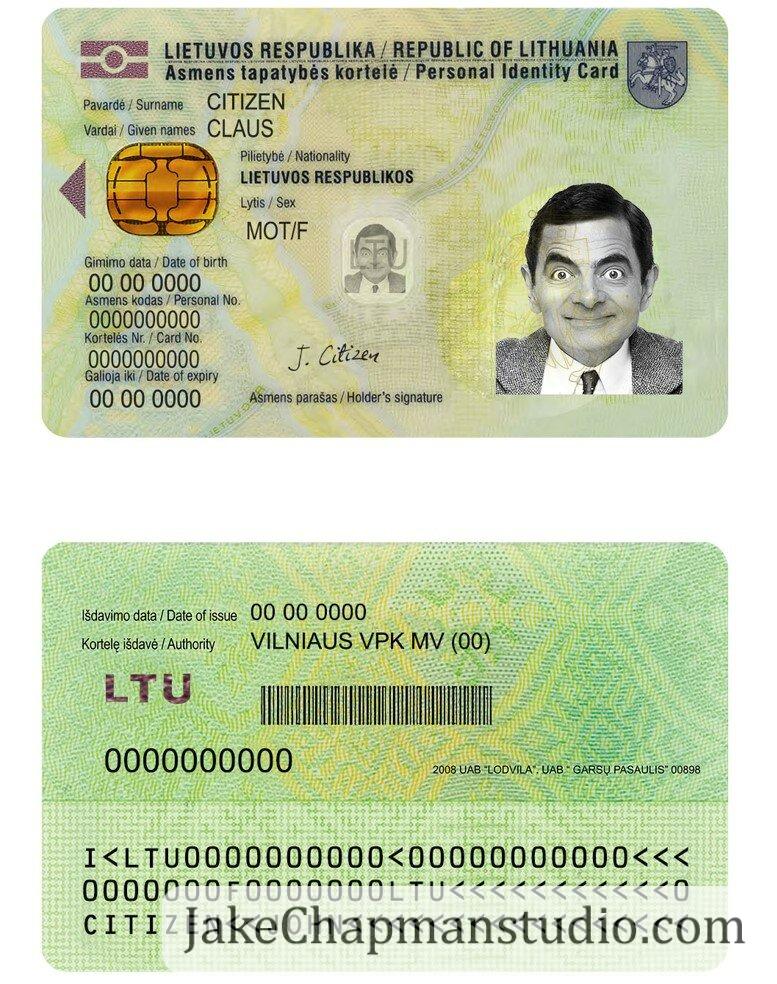 LIETUVOS RESPUBLIKA / REPUBLIC OF LITHUANIA
Asmens tapatybės kortelė / Personal Identity Card
Pavardė / Surname CITIZEN
Vardai / Given names CLAUS
Pilietybė / Nationality
LIETUVOS RESPUBLIKOS
Lytis / Sex
MOT/F
LTU
Gimimo data / Date of birth
00 00 0000
Asmens kodas / Personal No.
0000000000
Kortelės Nr. / Card No.
0000000000
Galioja iki / Date of expiry
00 00 0000
J. Citizen
Asmens parašas / Holder's signature
Išdavimo data / Date of issue 00 00 0000
Kortelę išdavė / Authority VILNIAUS VPK MV (00)
LTU
0000000000
2008 UAB "LODVILA". UAB " GARSŲ PASAULIS" 00898
I<LTU0000000000<00000000000<<<
0000000F0000000LTU<<<<<<<<<<<0
CITIZEN<<JOHN<<<<<<<<<<<<<<<<<
JakeChapmanstudio.com